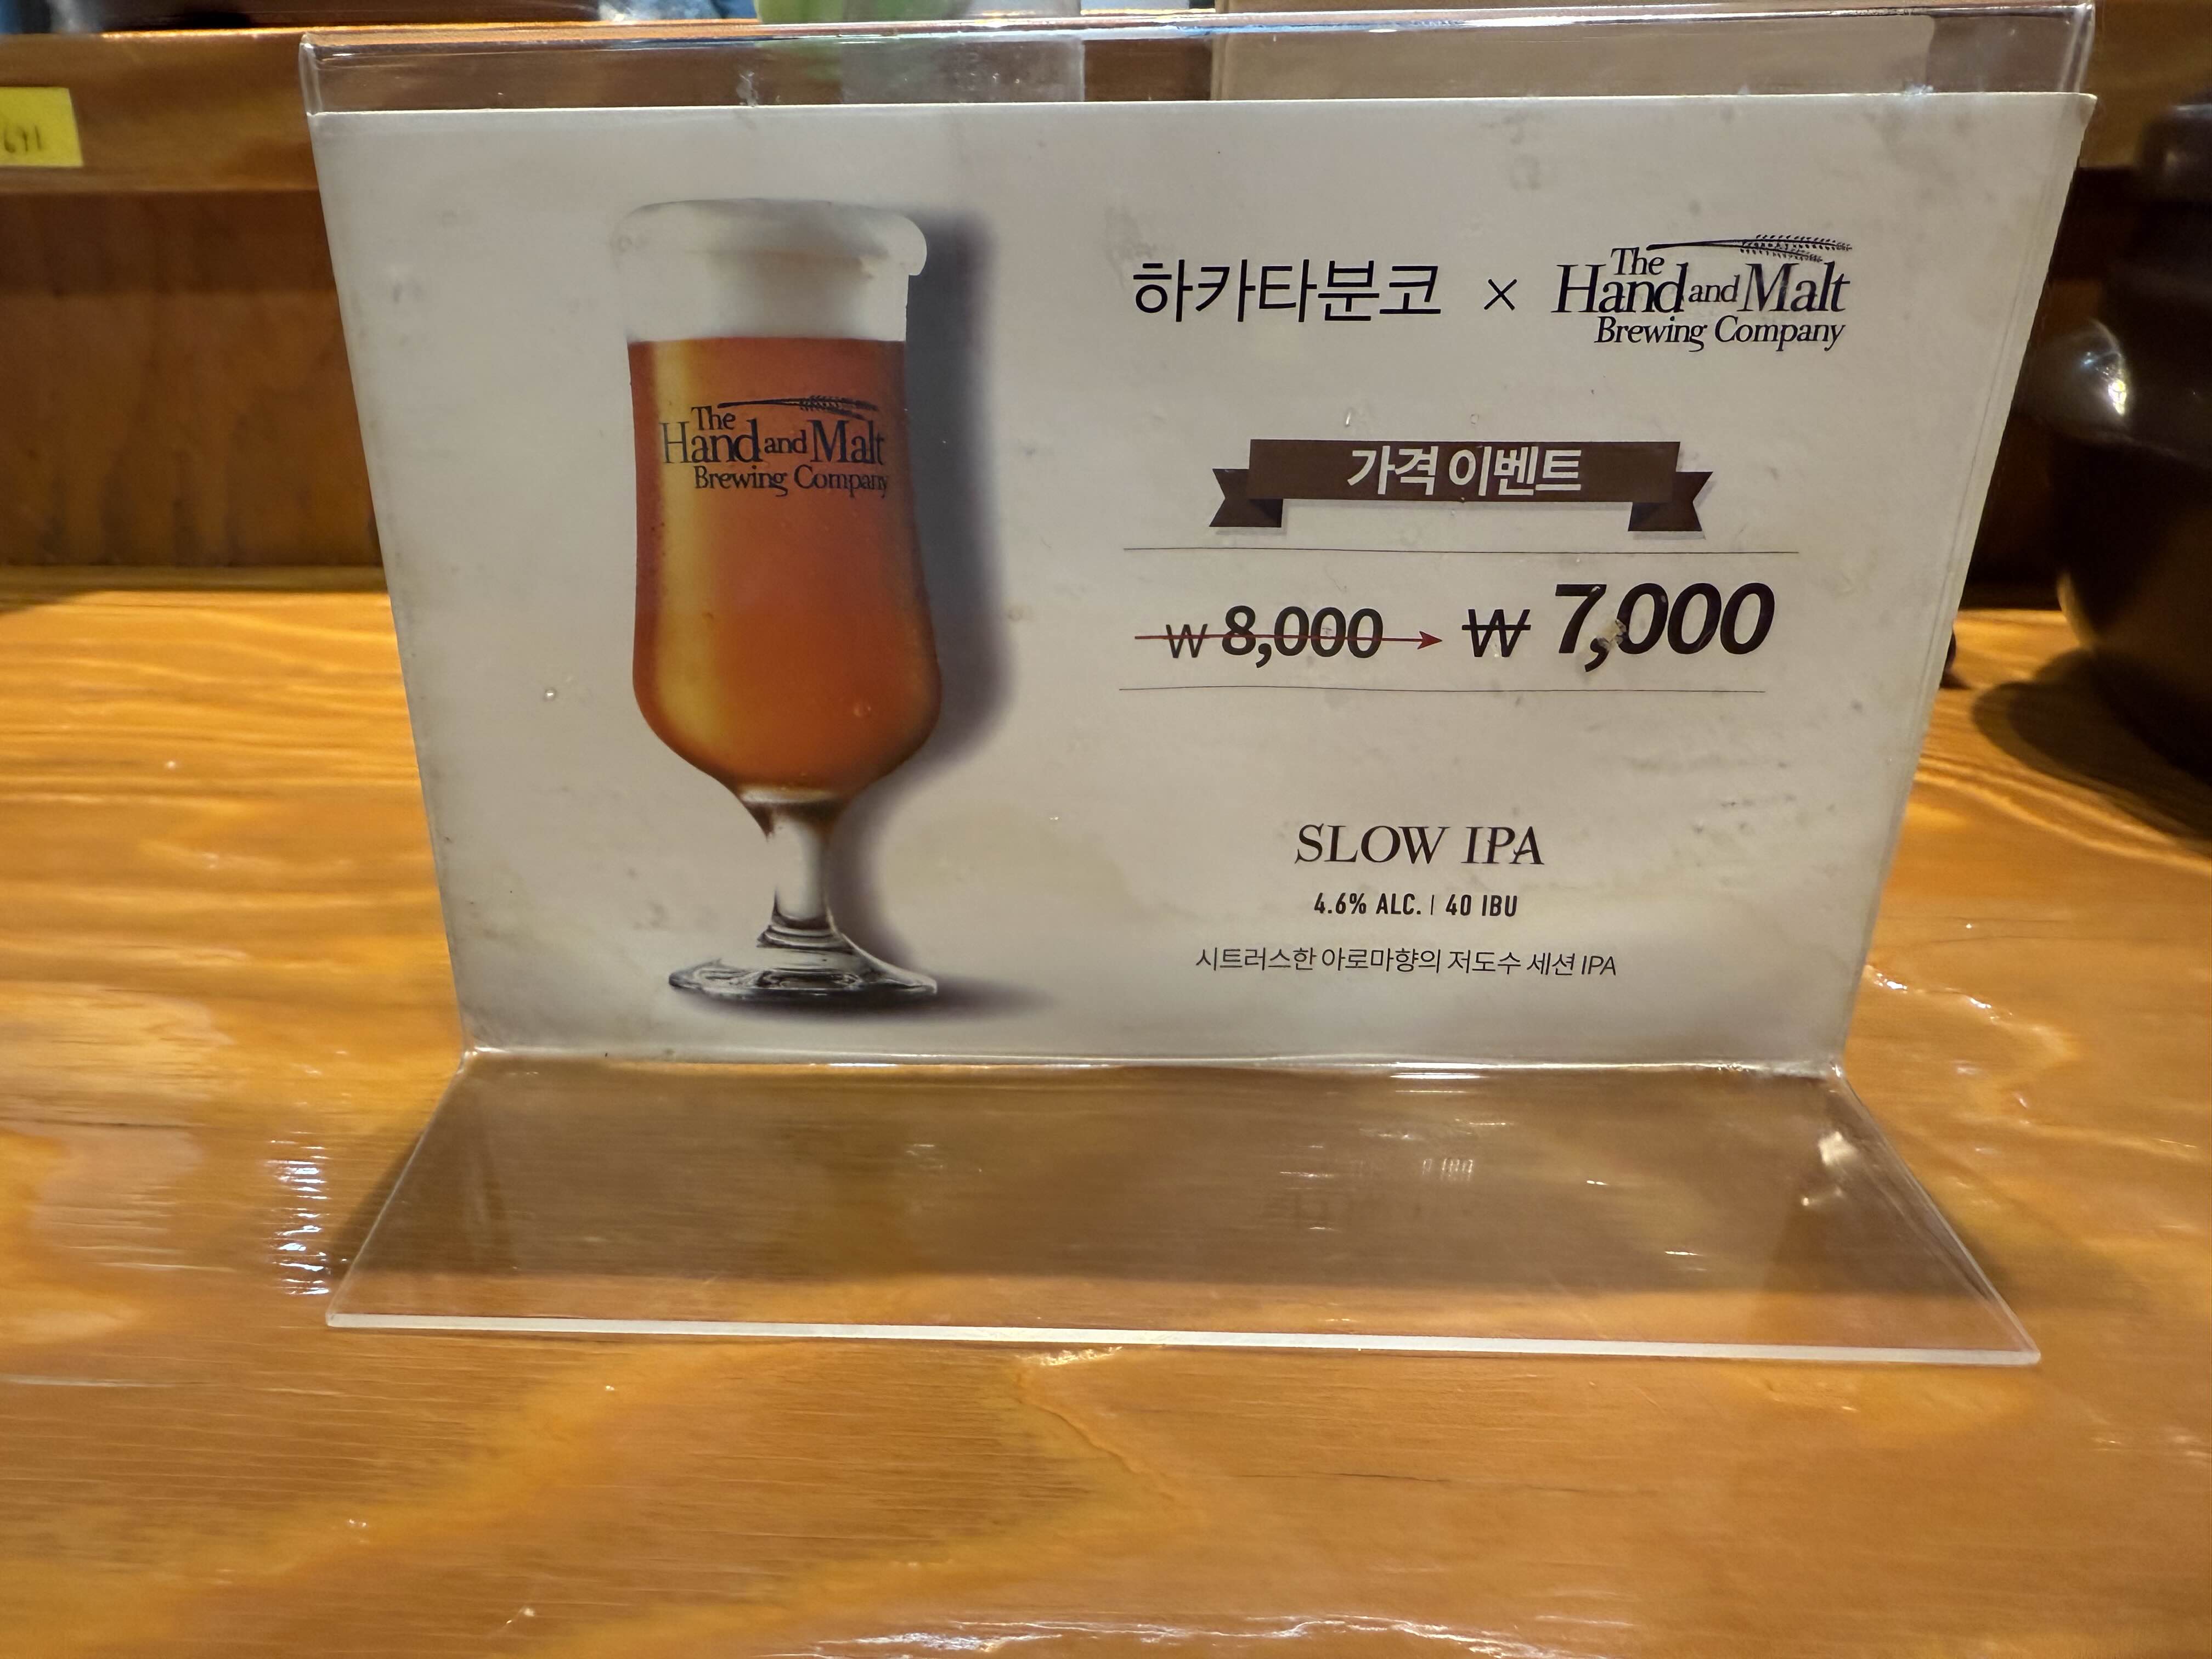 691
하카타분코 × The Hand and Malt Brewing Company
The
Hand and Malt
Brewing Company
가격 이벤트
₩ 8,000 → ₩ 7,000
SLOW IPA
4.6% ALC. | 40 IBU
시트러스한 아로마향의 저도수 세션 IPA